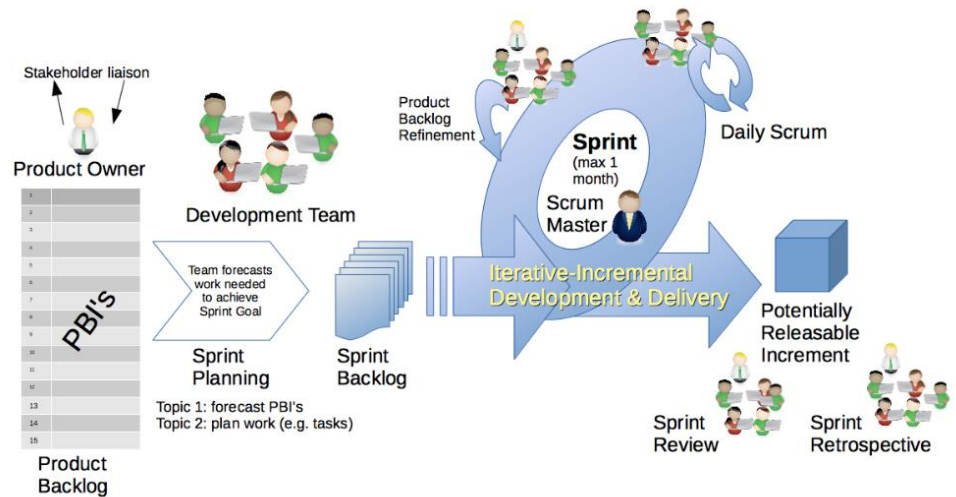 Stakeholder liaison
Product Owner
1
2
3
4
5
6
7
8
9
10
11
12
13
14
15
PBI's
Product
Backlog
Development Team
Team forecasts
work needed
to achieve
Sprint Goal
Sprint
Planning
Topic 1: forecast PBI's
Topic 2: plan work (e.g. tasks)
Sprint
Backlog
Product
Backlog
Refinement
Sprint
(max 1
month)
Scrum
Master
Daily Scrum
Iterative-Incremental
Development & Delivery
Potentially
Releasable
Increment
Sprint
Review
Sprint
Retrospective